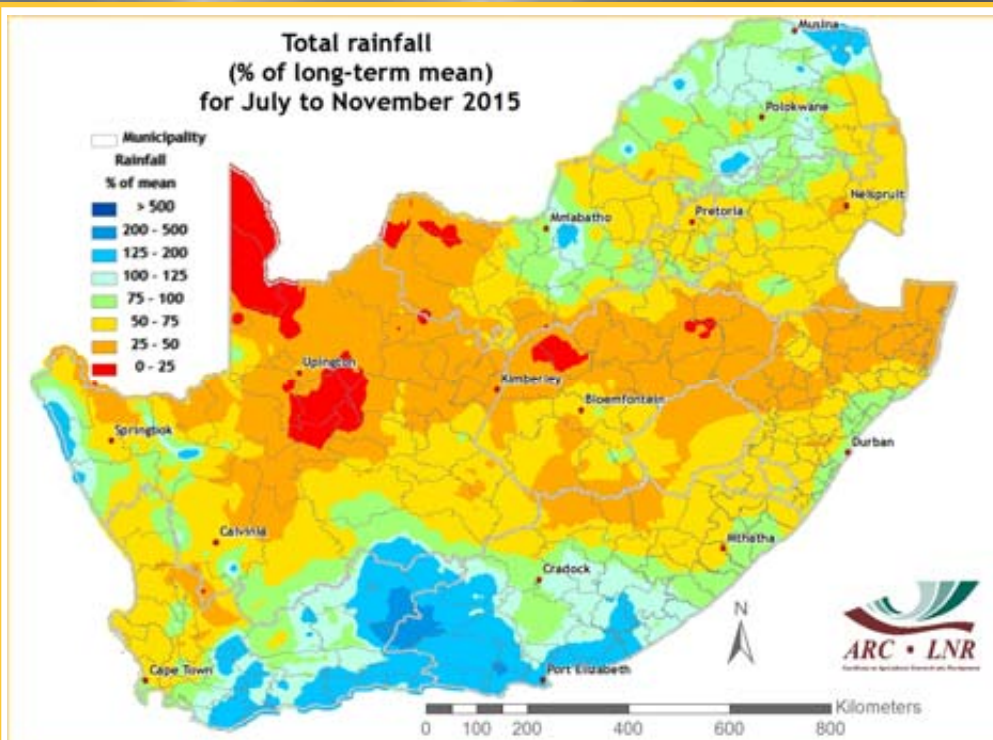 Total rainfall
(% of long-term mean)
for July to November 2015
Municipality
Rainfall
% of mean
> 500
200 - 500
125 - 200
100 - 125
75 - 100
50 - 75
25 - 50
0 - 25
Musina
Polokwane
Nelspruit
Mmabatho
Pretoria
Upington
Kimberley
Bloemfontein
Springbok
Durban
Calvinia
Mthatha
Cradock
Cape Town
Port Elizabeth
N
ARC • LNR
Kilometers
0 100 200 400 600 800